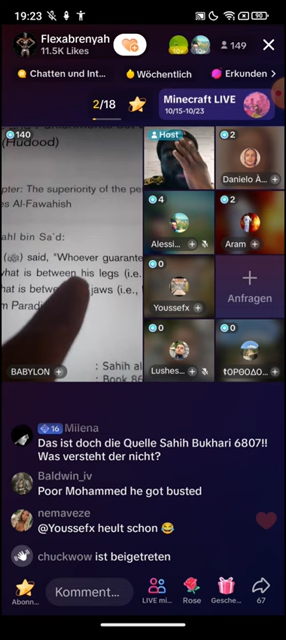 19:23
90
Flexabrenyah
11.5K Likes
10+
149
Chatten und Int...
Wöchentlich
Erkunden
2/18
Minecraft LIVE
10/15-10/23
140
(Hudood)
pter: The superiority of the pe
es Al-Fawahish
ahl bin Sa'd:
said, "Whoever guarante
what is between his legs (i.e.
hat is betwe jaws (i.e.,
m Parad
: Sahih al
: Book 86
BABYLON
Host
2
Danielo À...
4
Alessi...
2
Aram
0
Youssefx
Anfragen
0
Lushes...
0
16 Milena
Das ist doch die Quelle Sahih Bukhari 6807!!
Was versteht der nicht?
Baldwin_iv
Poor Mohammed he got busted
nemaveze
@Youssefx heult schon
chuckwow ist beigetreten
Abonn...
Komment...
LIVE mi...
Rose
Gesche...
67